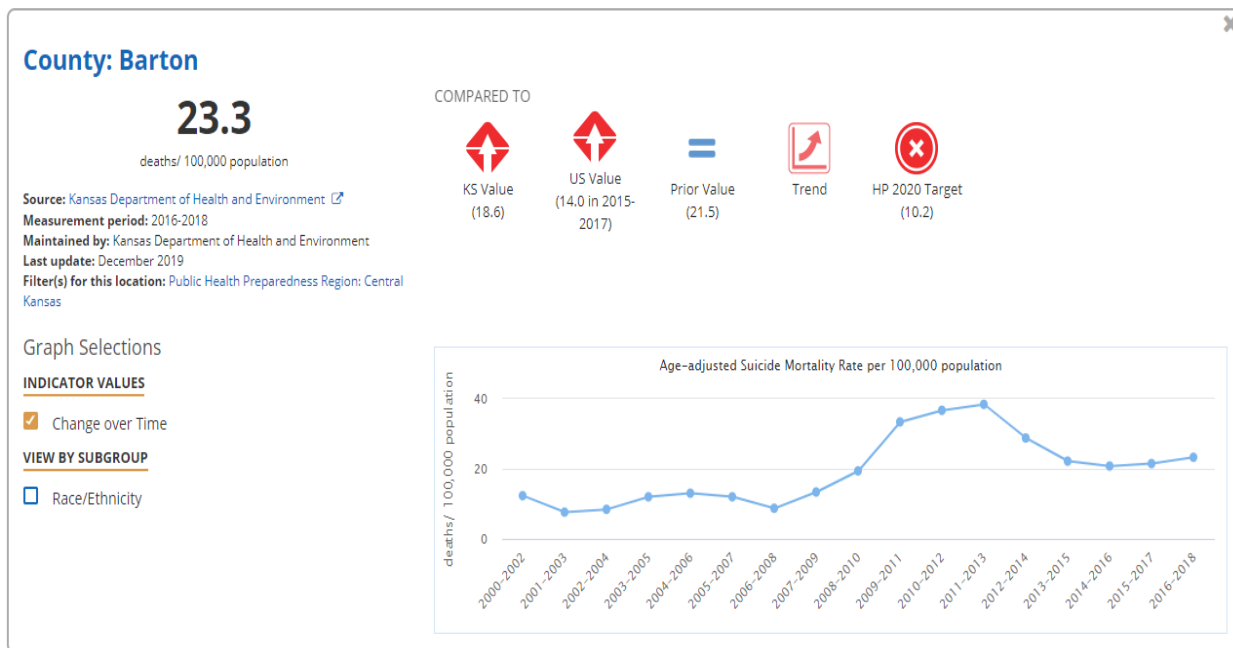 County: Barton
23.3
deaths/ 100,000 population
Source: Kansas Department of Health and Environment
Measurement period: 2016-2018
Maintained by: Kansas Department of Health and Environment
Last update: December 2019
Filter(s) for this location: Public Health Preparedness Region: Central
Kansas
COMPARED TO
KS Value
(18.6)
US Value
(14.0 in 2015-
2017)
Prior Value
(21.5)
Trend
HP 2020 Target
(10.2)
Graph Selections
INDICATOR VALUES
Change over Time
VIEW BY SUBGROUP
Race/Ethnicity
Age-adjusted Suicide Mortality Rate per 100,000 population
deaths/ 100,000 population
40
20
0
2000-2002
2001-2003
2002-2004
2003-2005
2004-2006
2005-2007
2006-2008
2007-2009
2008-2010
2009-2011
2010-2012
2011-2013
2012-2014
2013-2015
2014-2016
2015-2017
2016-2018